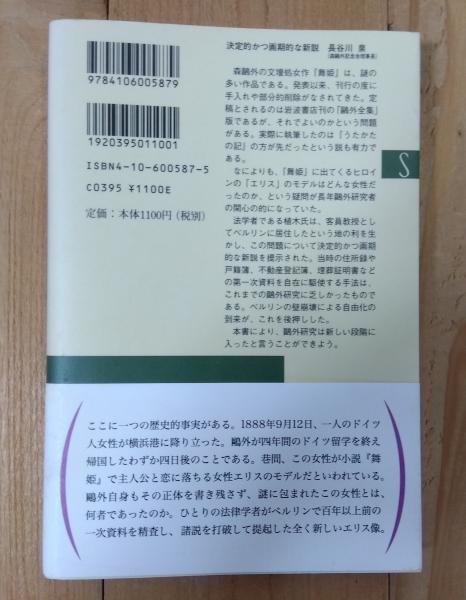 決定的かつ画期的な新説　長谷川 泉
(森鷗外記念会理事長)
森鷗外の文壇処女作『舞姫』は、謎の
多い作品である。発表以来、刊行の度に
手入れや部分的削除がなされてきた。定
稿とされるのは岩波書店刊の『鷗外全集』
版であるが、それでよいのかという問題
がある。実際に執筆したのは『うたかた
の記』の方が先だったという説も有力で
ある。
なによりも、『舞姫』に出てくるヒロイ
ンの「エリス」のモデルはどんな女性だ
ったのか、という疑問が長年鷗外研究者
の関心の的になっていた。
法学者である植木氏は、客員教授とし
てベルリンに居住したという地の利を生
かし、この問題について決定的かつ画期
的な新説を提示された。当時の住所録や
戸籍簿、不動産登記簿、埋葬証明書など
の第一次資料を自在に駆使する手法は、
これまでの鷗外研究に乏しかったもので
ある。ベルリンの壁崩壊による自由化の
到来が、これを後押しした。
本書により、鷗外研究は新しい段階に
入ったと言うことができよう。
9784106005879
1920395011001
ISBN4-10-600587-5
C0395 ¥1100E
定価：本体1100円（税別）
S
ここに一つの歴史的事実がある。1888年9月12日、一人のドイツ
人女性が横浜港に降り立った。鷗外が四年間のドイツ留学を終え
帰国したわずか四日後のことである。巷間、この女性が小説『舞
姫』で主人公と恋に落ちる女性エリスのモデルだといわれている。
鷗外自身もその正体を書き残さず、謎に包まれたこの女性とは、
何者であったのか。ひとりの法律学者がベルリンで百年以上前の
一次資料を精査し、諸説を打破して提起した全く新しいエリス像。